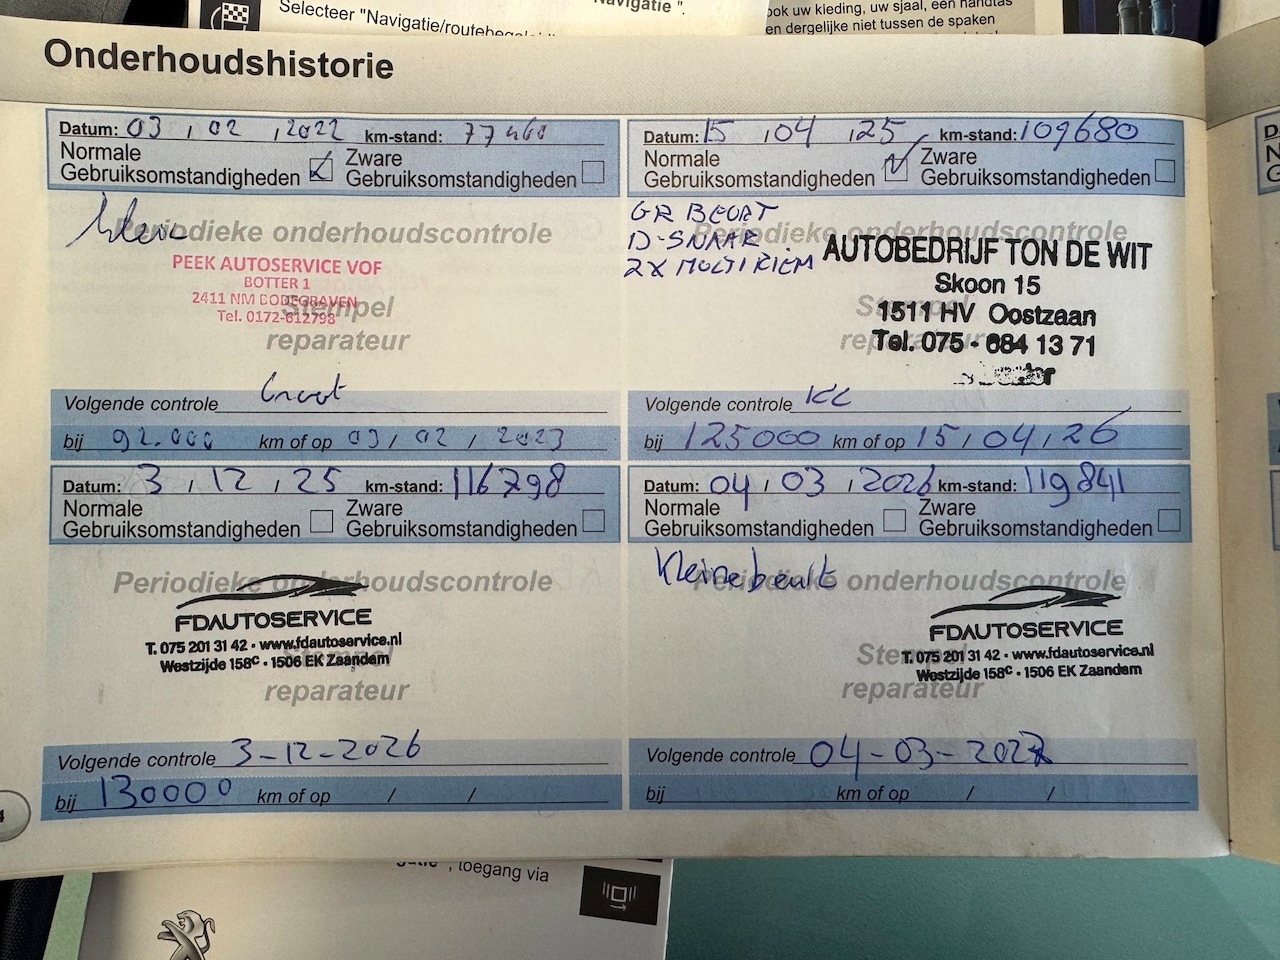 Selecteer "Navigatie/routebegelei
Navigatie ".
ook uw kleding, uw sjaal, een handtas
en dergelijke niet tussen de spaken
Onderhoudshistorie
Datum: 03 / 02 / 2022 km-stand: 77460
Normale Gebruiksomstandigheden
Zware Gebruiksomstandigheden
Klein
Periodieke onderhoudscontrole
PEEK AUTOSERVICE VOF
BOTTER 1
2411 NM BODEGRAVEN
Tel. 0172-612798
Stempel
reparateur
Volgende controle Groot
bij 92.000 km of op 03 / 02 / 2023
Datum: 15 / 04 / 25 km-stand: 109680
Normale Gebruiksomstandigheden
Zware Gebruiksomstandigheden
GR BEURT
D-SNAAR
2X MULTIRIEM
Periodieke onderhoudscontrole
AUTOBEDRIJF TON DE WIT
Skoon 15
1511 HV Oostzaan
Tel. 075 - 684 13 71
Stempel
reparateur
Volgende controle KL
bij 125000 km of op 15 / 04 / 26
Datum: 3 / 12 / 25 km-stand: 116798
Normale Gebruiksomstandigheden
Zware Gebruiksomstandigheden
Periodieke onderhoudscontrole
FDAUTOSERVICE
T. 075 201 31 42 • www.fdautoservice.nl
Westzijde 158c • 1506 EK Zaandam
Stempel
reparateur
Volgende controle 3-12-2026
bij 130000 km of op / /
Datum: 04 / 03 / 2026 km-stand: 119841
Normale Gebruiksomstandigheden
Zware Gebruiksomstandigheden
Kleine beurt
Periodieke onderhoudscontrole
FDAUTOSERVICE
T. 075 201 31 42 • www.fdautoservice.nl
Westzijde 158c • 1506 EK Zaandam
Stempel
reparateur
Volgende controle 04-03-2027
bij km of op / /
4
, toegang via